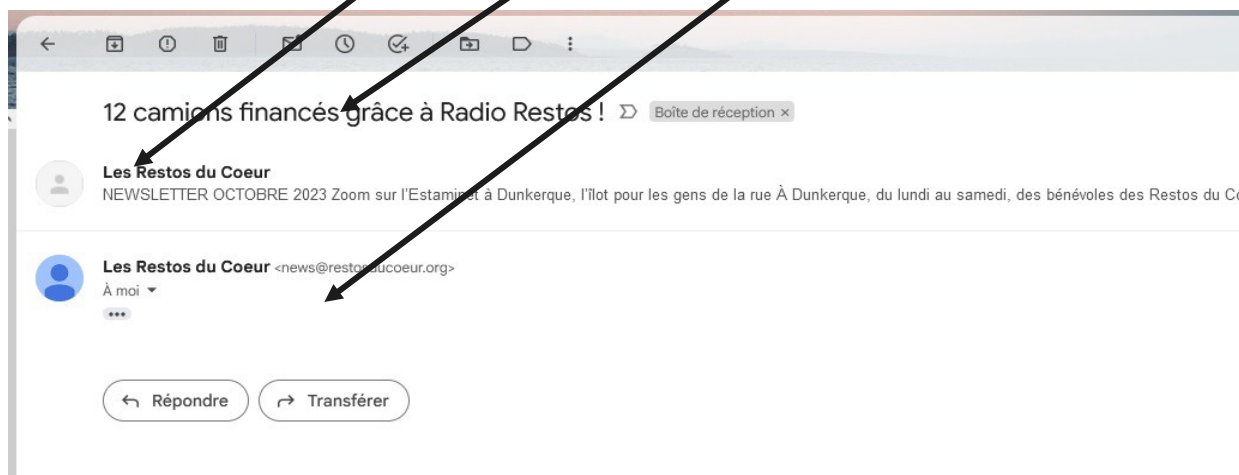 12 camions financés grâce à Radio Restos ! Boîte de réception ×
Les Restos du Coeur
NEWSLETTER OCTOBRE 2023 Zoom sur l'Estaminet à Dunkerque, l'îlot pour les gens de la rue À Dunkerque, du lundi au samedi, des bénévoles des Restos du
Les Restos du Coeur <news@restosducoeur.org>
À moi
Répondre Transférer